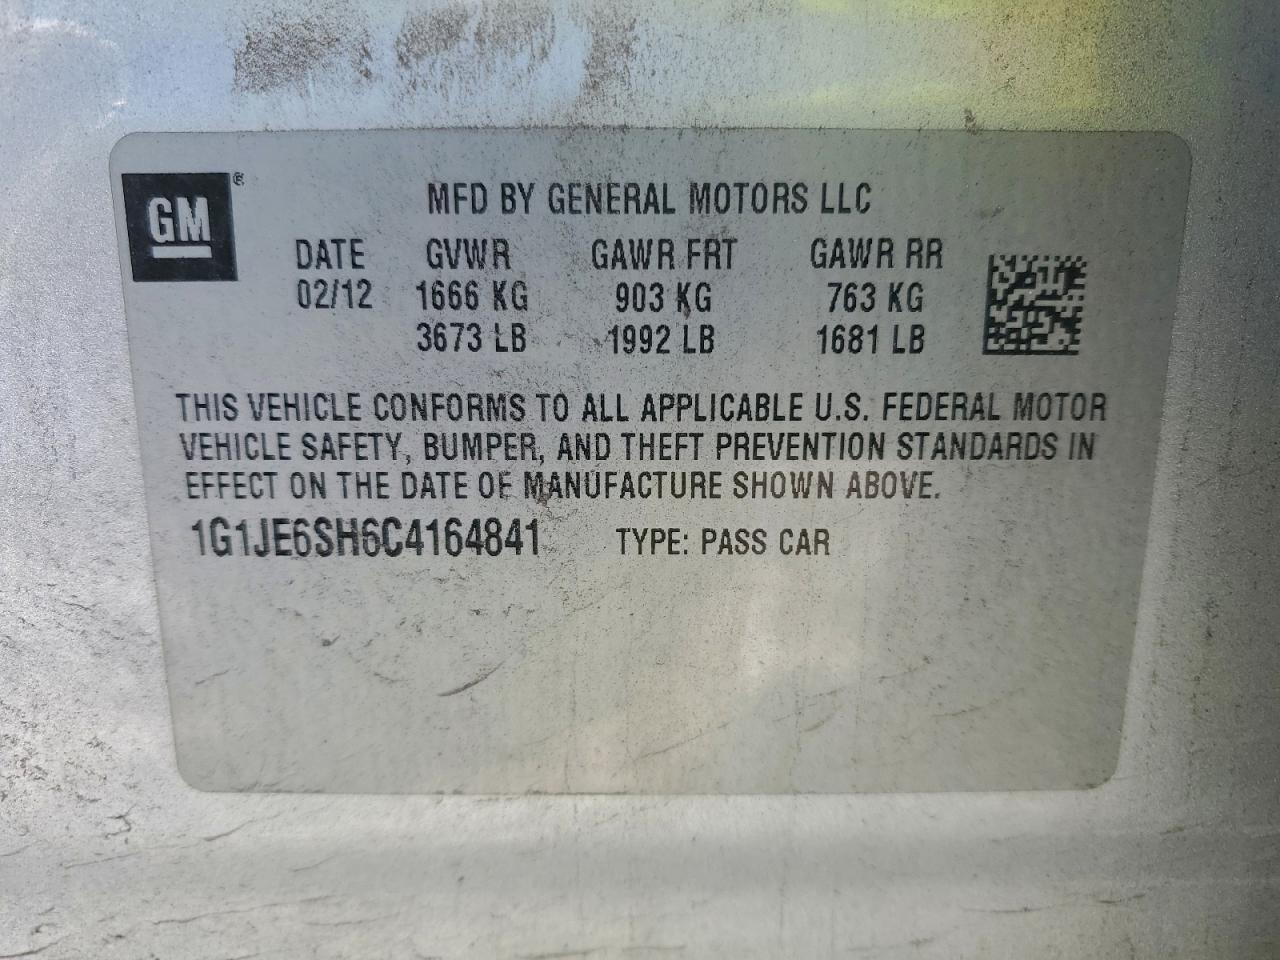 GM®
MFD BY GENERAL MOTORS LLC
DATE GVWR GAWR FRT GAWR RR
02/12 1666 KG 903 KG 763 KG
3673 LB 1992 LB 1681 LB
THIS VEHICLE CONFORMS TO ALL APPLICABLE U.S. FEDERAL MOTOR
VEHICLE SAFETY, BUMPER, AND THEFT PREVENTION STANDARDS IN
EFFECT ON THE DATE OF MANUFACTURE SHOWN ABOVE.
1G1JE6SH6C4164841 TYPE: PASS CAR